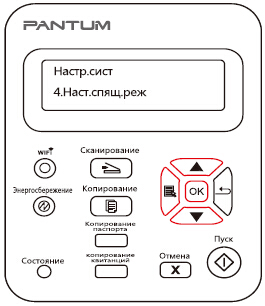 PANTUM
Настр.сист
4.Наст.спящ.реж
WiFi
Сканирование
Энергосбережение
Копирование
OK
Копирование
паспорта
Пуск
Состояние
копирование
квитанций
Отмена
X